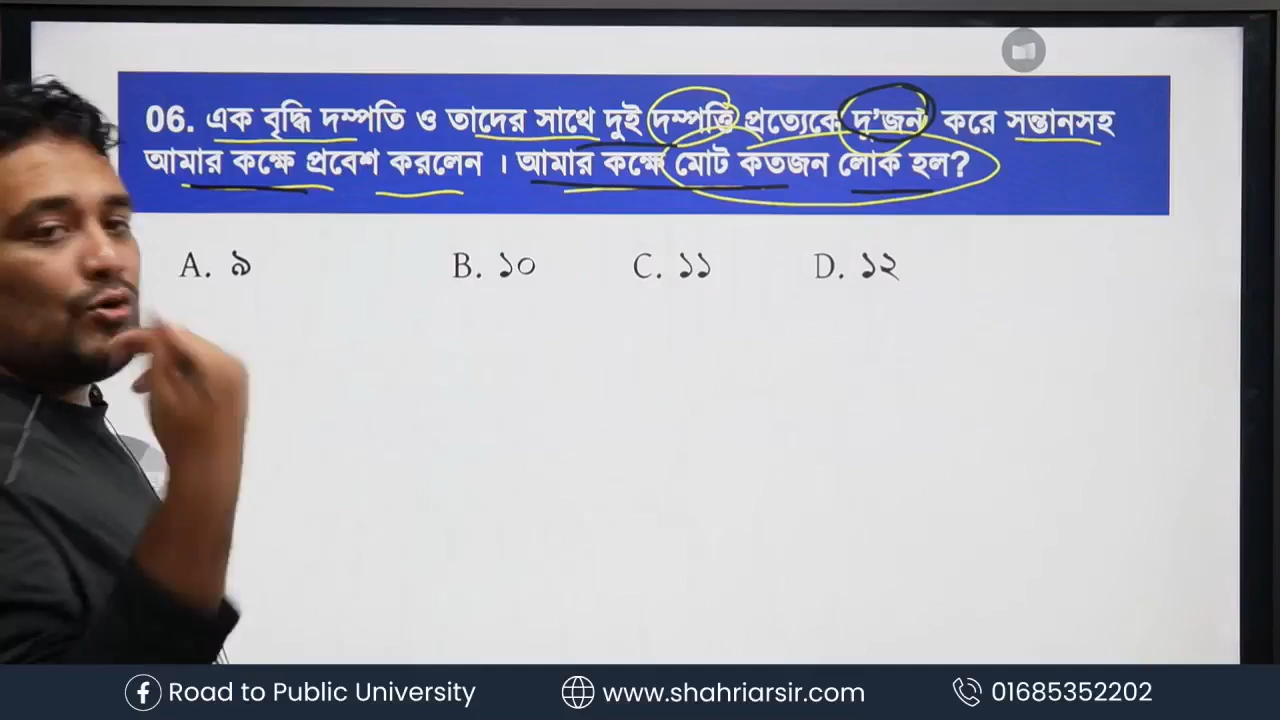 06. এক বৃদ্ধি দম্পতি ও তাদের সাথে দুই দম্পত্তি প্রত্যেকে দু'জন করে সন্তানসহ
আমার কক্ষে প্রবেশ করলেন । আমার কক্ষে মোট কতজন লোক হল?
A. ৯ B. ১০ C. ১১ D. ১২
Road to Public University www.shahriarsir.com 01685352202